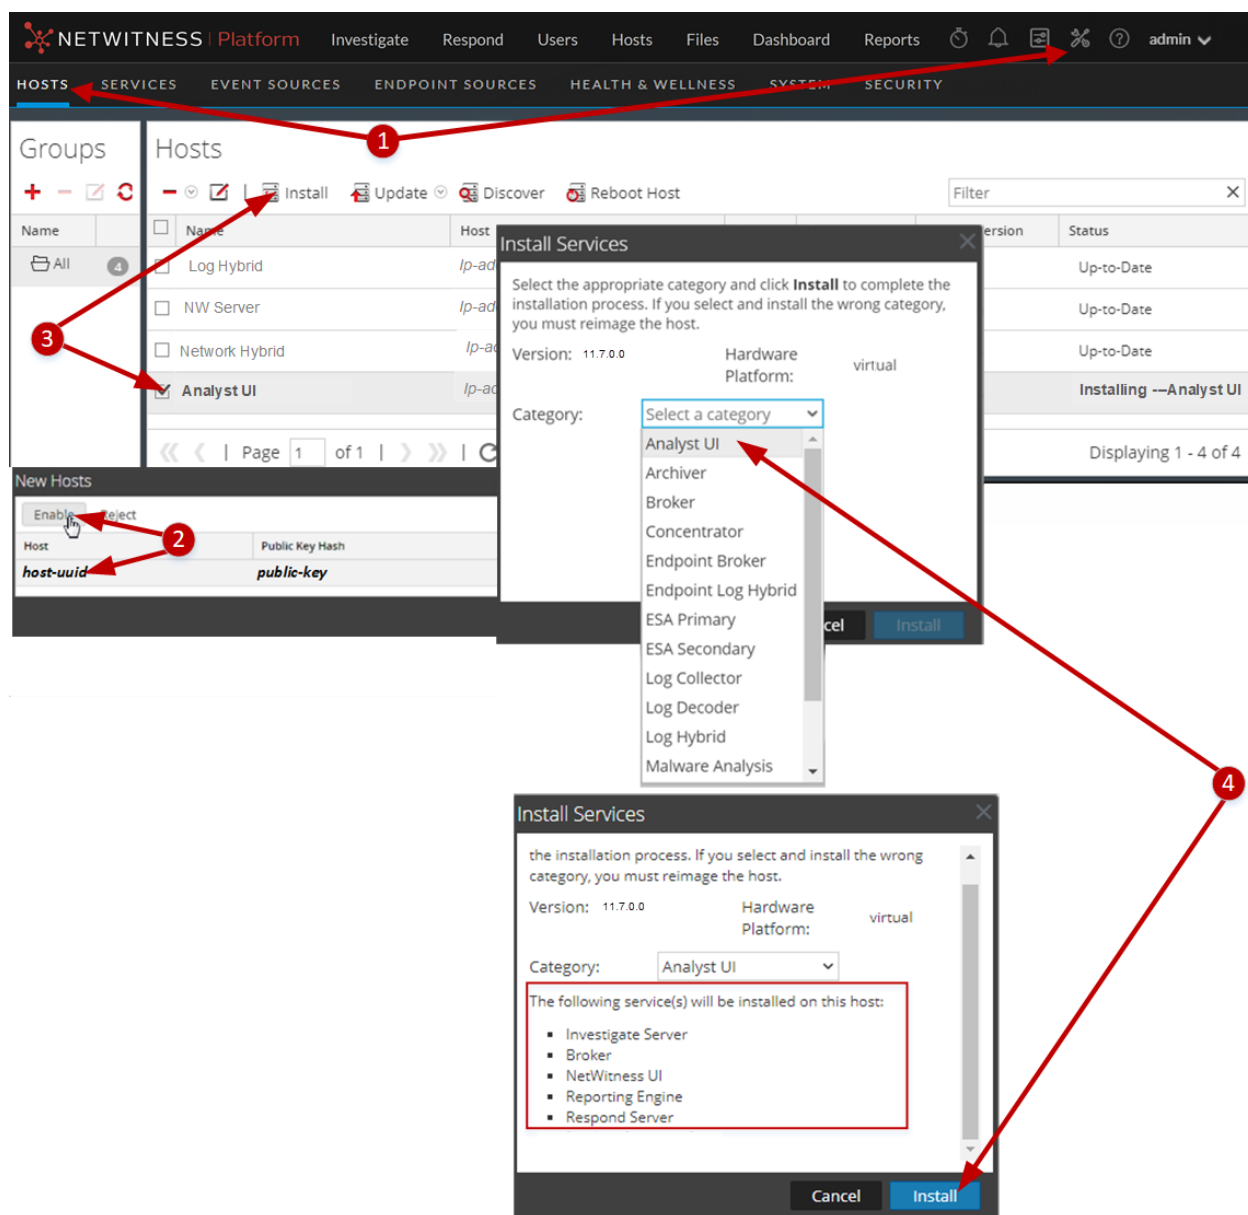 NETWITNESS | Platform Investigate Respond Users Hosts Files Dashboard Reports admin
HOSTS SERVICES EVENT SOURCES ENDPOINT SOURCES HEALTH & WELLNESS SYSTEM SECURITY
1
Groups
Hosts
Install Update Discover Reboot Host Filter
Name
Name Host ersion Status
All 4
Log Hybrid Ip-ad Up-to-Date
NW Server Ip-ad Up-to-Date
Network Hybrid Ip-ad Up-to-Date
Analyst UI Ip-ad Installing ---Analyst UI
3
Page 1 of 1 Displaying 1 - 4 of 4
New Hosts
Enable Reject
2
Host Public Key Hash
host-uuid public-key
Install Services
Select the appropriate category and click Install to complete the
installation process. If you select and install the wrong category,
you must reimage the host.
Version: 11.7.0.0 Hardware Platform: virtual
Category: Select a category
Analyst UI
Archiver
Broker
Concentrator
Endpoint Broker
Endpoint Log Hybrid
ESA Primary
ESA Secondary
Log Collector
Log Decoder
Log Hybrid
Malware Analysis
cel Install
4
Install Services
the installation process. If you select and install the wrong
category, you must reimage the host.
Version: 11.7.0.0 Hardware Platform: virtual
Category: Analyst UI
The following service(s) will be installed on this host:
Investigate Server
Broker
NetWitness UI
Reporting Engine
Respond Server
Cancel Install